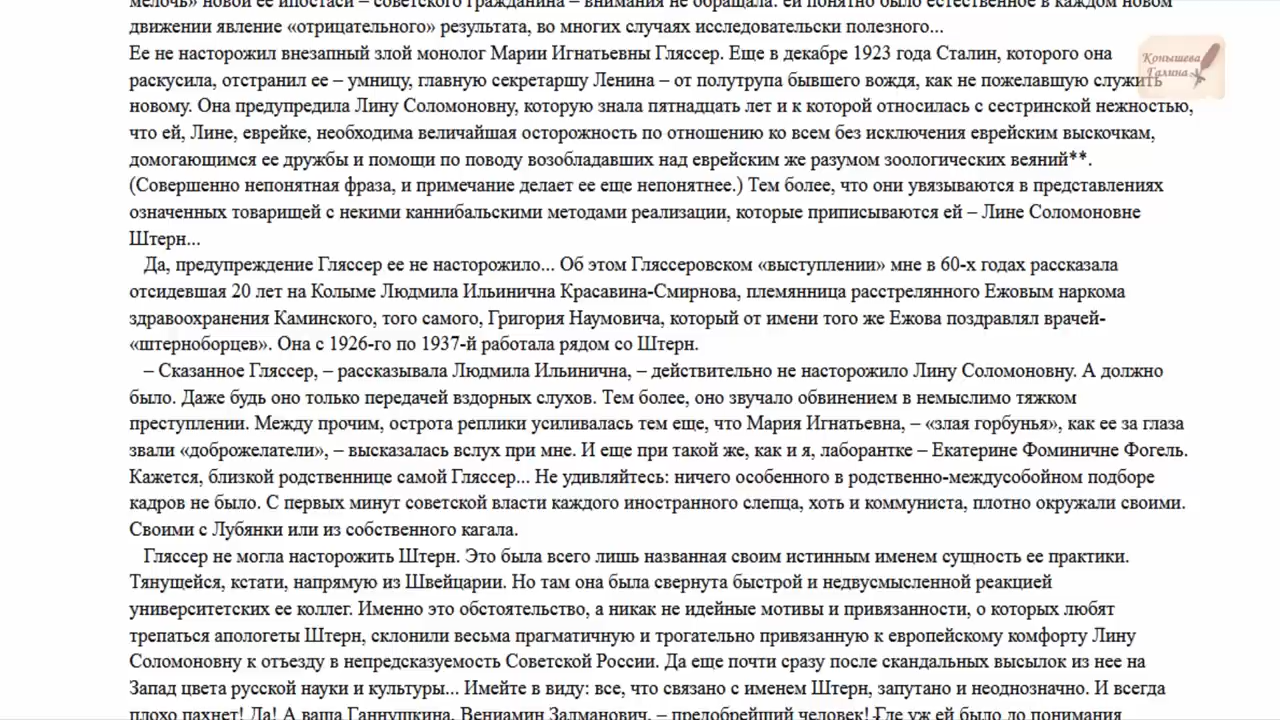 мелочь» новой ее ипостаси – советского гражданина – внимания не обращала: ей понятно было естественное в каждом новом
движении явление «отрицательного» результата, во многих случаях исследовательски полезного...
Ее не насторожил внезапный злой монолог Марии Игнатьевны Гляссер. Еще в декабре 1923 года Сталин, которого она
раскусила, отстранил ее – умницу, главную секретаршу Ленина – от полутрупа бывшего вождя, как не пожелавшую служить
новому. Она предупредила Лину Соломоновну, которую знала пятнадцать лет и к которой относилась с сестринской нежностью,
что ей, Лине, еврейке, необходима величайшая осторожность по отношению ко всем без исключения еврейским выскочкам,
домогающимся ее дружбы и помощи по поводу возобладавших над еврейским же разумом зоологических веяний**.
(Совершенно непонятная фраза, и примечание делает ее еще непонятнее.) Тем более, что они увязываются в представлениях
означенных товарищей с некими каннибальскими методами реализации, которые приписываются ей – Лине Соломоновне
Штерн...
Да, предупреждение Гляссер ее не насторожило... Об этом Гляссеровском «выступлении» мне в 60-х годах рассказала
отсидевшая 20 лет на Колыме Людмила Ильинична Красавина-Смирнова, племянница расстрелянного Ежовым наркома
здравоохранения Каминского, того самого, Григория Наумовича, который от имени того же Ежова поздравлял врачей-
«штерноборцев». Она с 1926-го по 1937-й работала рядом со Штерн.
– Сказанное Гляссер, – рассказывала Людмила Ильинична, – действительно не насторожило Лину Соломоновну. А должно
было. Даже будь оно только передачей вздорных слухов. Тем более, оно звучало обвинением в немыслимо тяжком
преступлении. Между прочим, острота реплики усиливалась тем еще, что Мария Игнатьевна, – «злая горбунья», как ее за глаза
звали «доброжелатели», – высказалась вслух при мне. И еще при такой же, как и я, лаборантке – Екатерине Фоминичне Фогель.
Кажется, близкой родственнице самой Гляссер... Не удивляйтесь: ничего особенного в родственно-междусобойном подборе
кадров не было. С первых минут советской власти каждого иностранного слепца, хоть и коммуниста, плотно окружали своими.
Своими с Лубянки или из собственного кагала.
Гляссер не могла насторожить Штерн. Это была всего лишь названная своим истинным именем сущность ее практики.
Тянущейся, кстати, напрямую из Швейцарии. Но там она была свернута быстрой и недвусмысленной реакцией
университетских ее коллег. Именно это обстоятельство, а никак не идейные мотивы и привязанности, о которых любят
трепаться апологеты Штерн, склонили весьма прагматичную и трогательно привязанную к европейскому комфорту Лину
Соломоновну к отъезду в непредсказуемость Советской России. Да еще почти сразу после скандальных высылок из нее на
Запад цвета русской науки и культуры... Имейте в виду: все, что связано с именем Штерн, запутано и неоднозначно. И всегда
плохо пахнет! Да! А ваша Ганнушкина, Вениамин Залманович, – предобрейший человек! Где уж ей было до понимания
Конышева
Галина